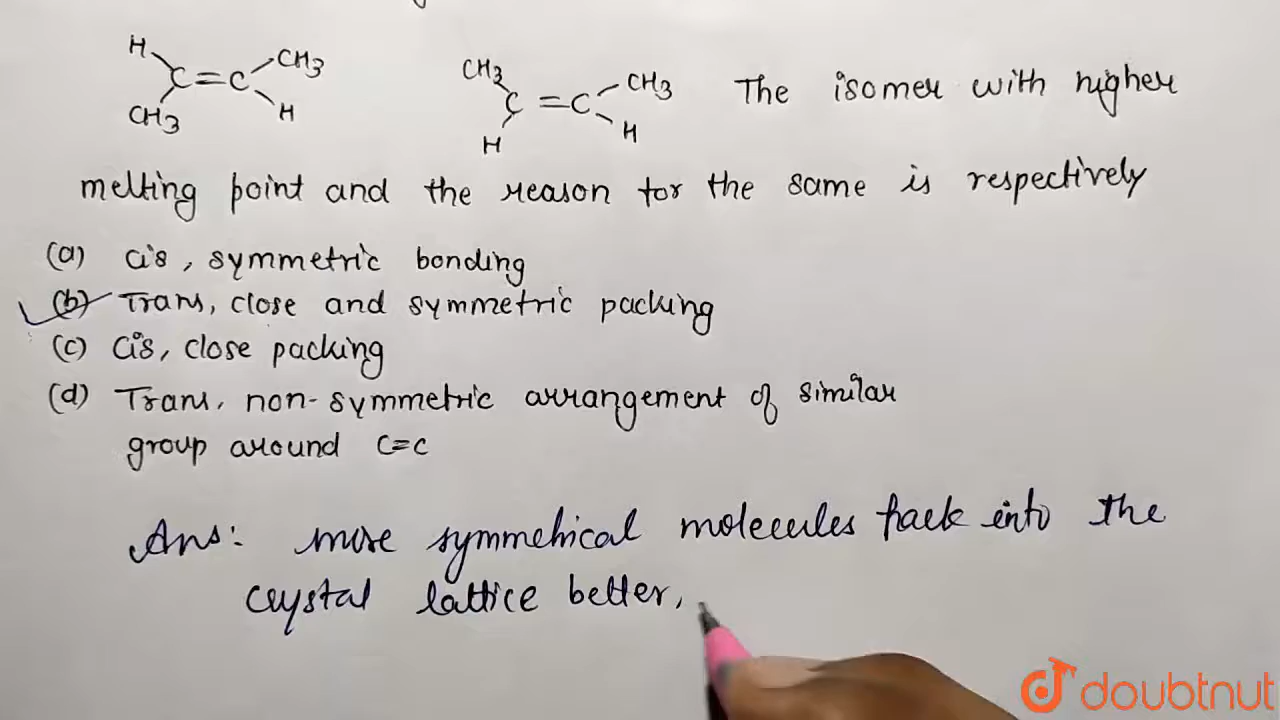 H CH3 CH3 CH3 The isomer with higher
C=C C=C
CH3 H H H
melting point and the reason for the same is respectively
(a) cis, symmetric bonding
(b) Trans, close and symmetric packing
(c) Cis, close packing
(d) Trans, non-symmetric arrangement of similar
group around C=C
Ans: more symmetrical molecules pack into the
crystal lattice better,
doubtnut